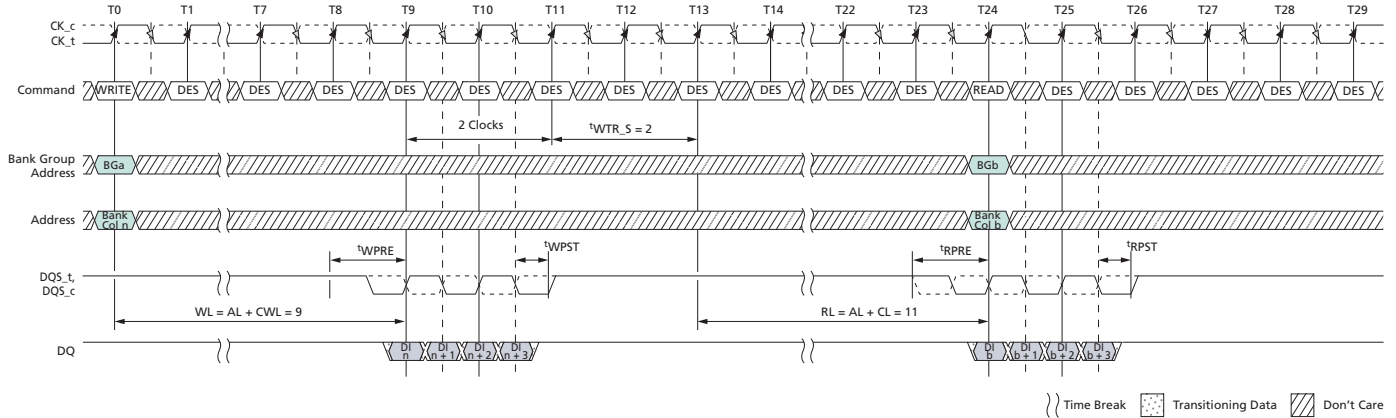 T0 T1 T7 T8 T9 T10 T11 T12 T13 T14 T22 T23 T24 T25 T26 T27 T28 T29
CK_c
CK_t
Command WRITE DES DES DES DES DES DES DES DES DES DES DES READ DES DES DES DES DES
2 Clocks tWTR_S = 2
Bank Group
Address
BGa BGb
Address
Bank
Col n
Bank
Col b
tWPRE tWPST tRPRE tRPST
DQS_t,
DQS_c
WL = AL + CWL = 9 RL = AL + CL = 11
DQ
DI
n
DI
n + 1
DI
n + 2
DI
n + 3
DI
b
DI
b + 1
DI
b + 2
DI
b + 3
Time Break Transitioning Data Don't Care